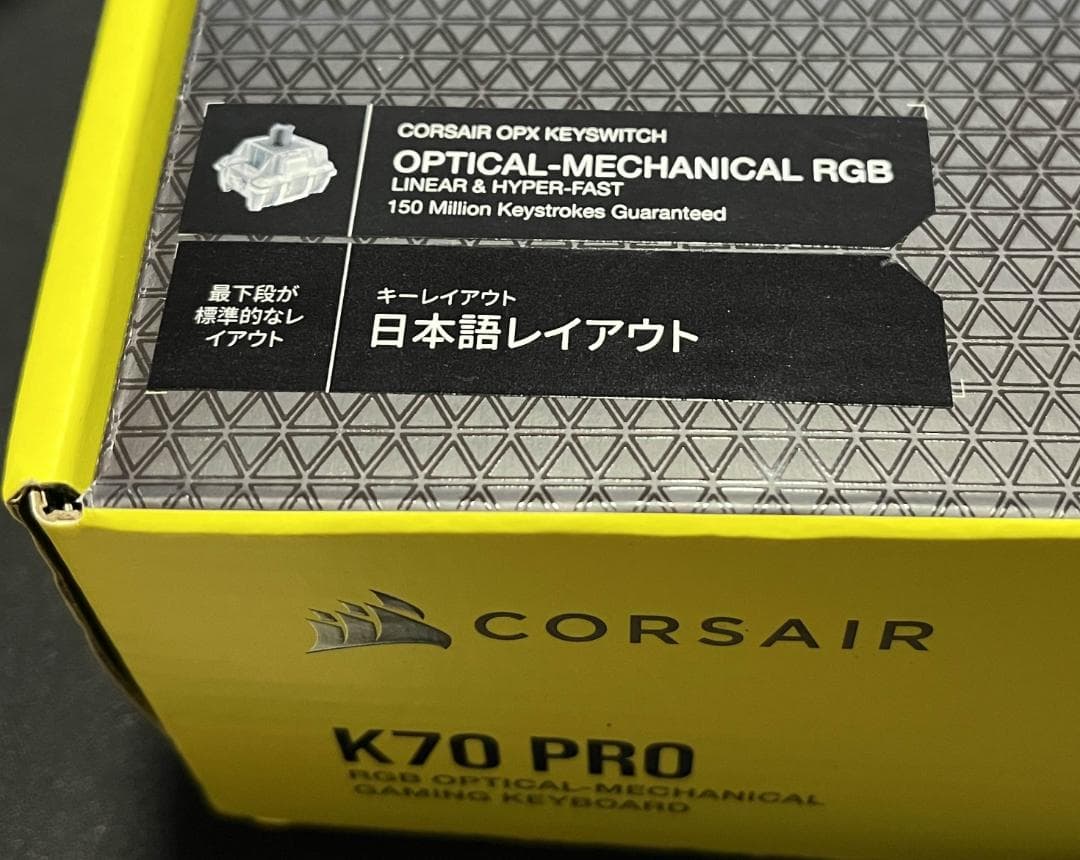 CORSAIR OPX KEYSWITCH
OPTICAL-MECHANICAL RGB
LINEAR & HYPER-FAST
150 Million Keystrokes Guaranteed
最下段が
標準的なレ
イアウト
キーレイアウト
日本語レイアウト
CORSAIR
K70 PRO
RGB OPTICAL-MECHANICAL
GAMING KEYBOARD